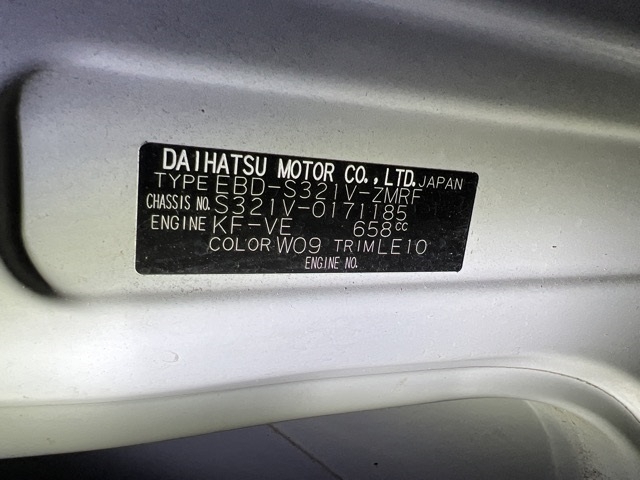 DAIHATSU MOTOR CO.,LTD. JAPAN
TYPE EBD-S321V-ZMRF
CHASSIS NO. S321V-0171185
ENGINE KF-VE 658cc
COLOR W09 TRIM LE10
ENGINE NO.